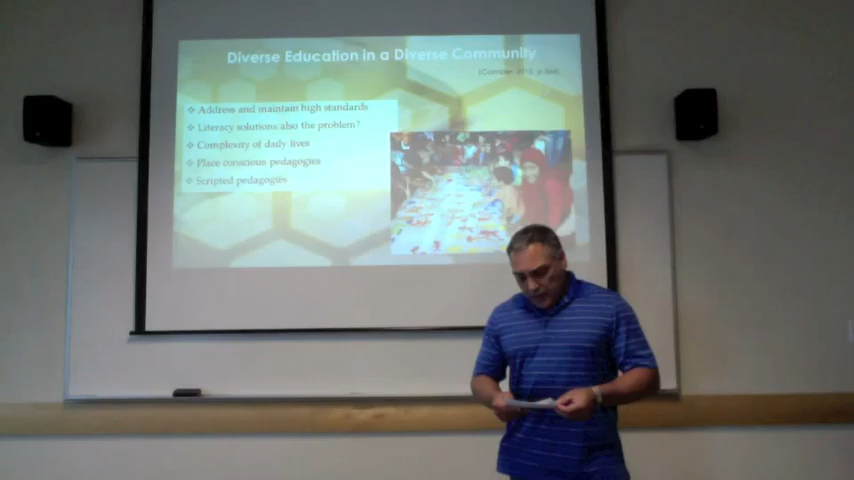 Diverse Education in a Diverse Community
❖ Address and maintain high standards
❖ Literacy solutions also the problem?
❖ Complexity of daily lives
❖ Place conscious pedagogies
❖ Scripted pedagogies